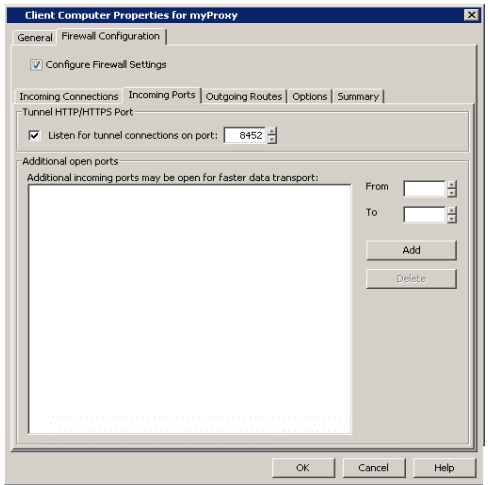 Client Computer Properties for myProxy
General Firewall Configuration
Configure Firewall Settings
Incoming Connections Incoming Ports Outgoing Routes Options Summary
Tunnel HTTP/HTTPS Port
Listen for tunnel connections on port: 8452
Additional open ports
Additional incoming ports may be open for faster data transport:
From
To
Add
Delete
OK Cancel Help